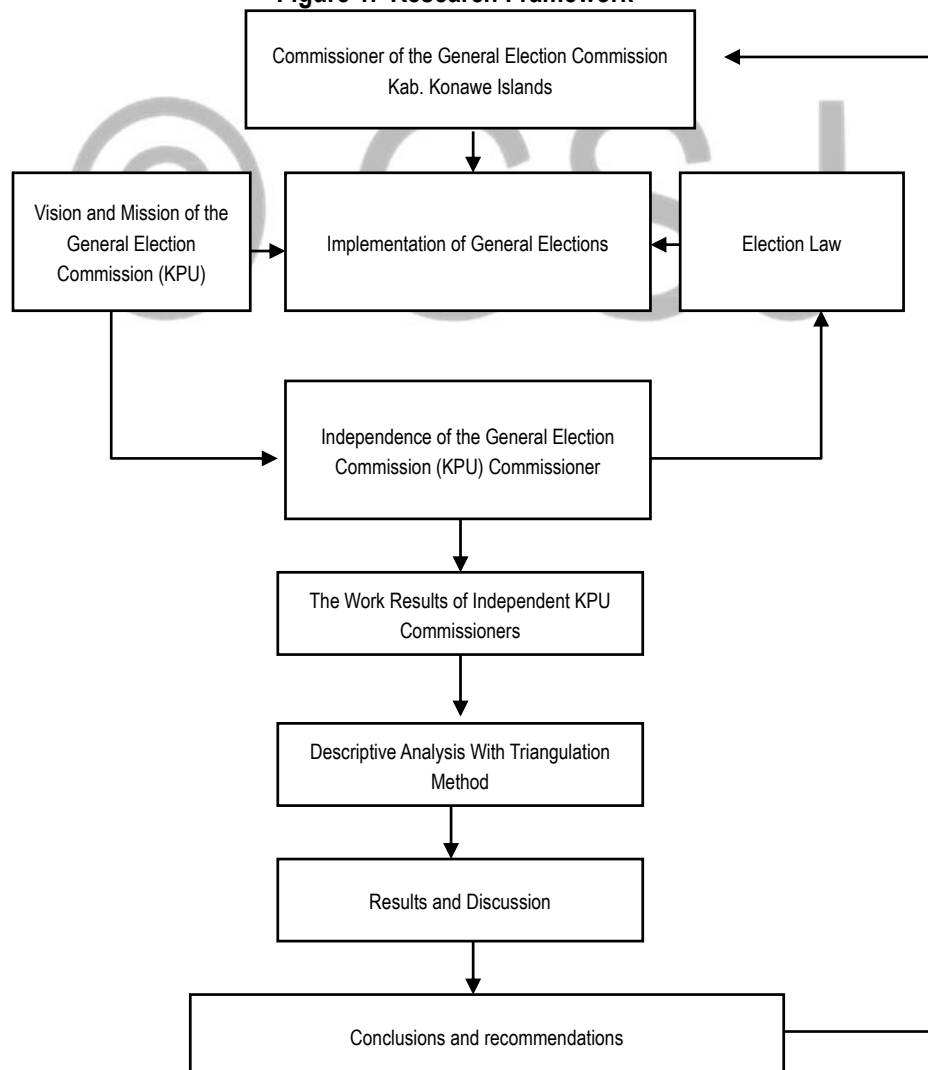 Figure 1. Research Framework
Commissioner of the General Election Commission
Kab. Konawe Islands
Vision and Mission of the
General Election
Commission (KPU)
Implementation of General Elections
Election Law
Independence of the General Election
Commission (KPU) Commissioner
The Work Results of Independent KPU
Commissioners
Descriptive Analysis With Triangulation
Method
Results and Discussion
Conclusions and recommendations